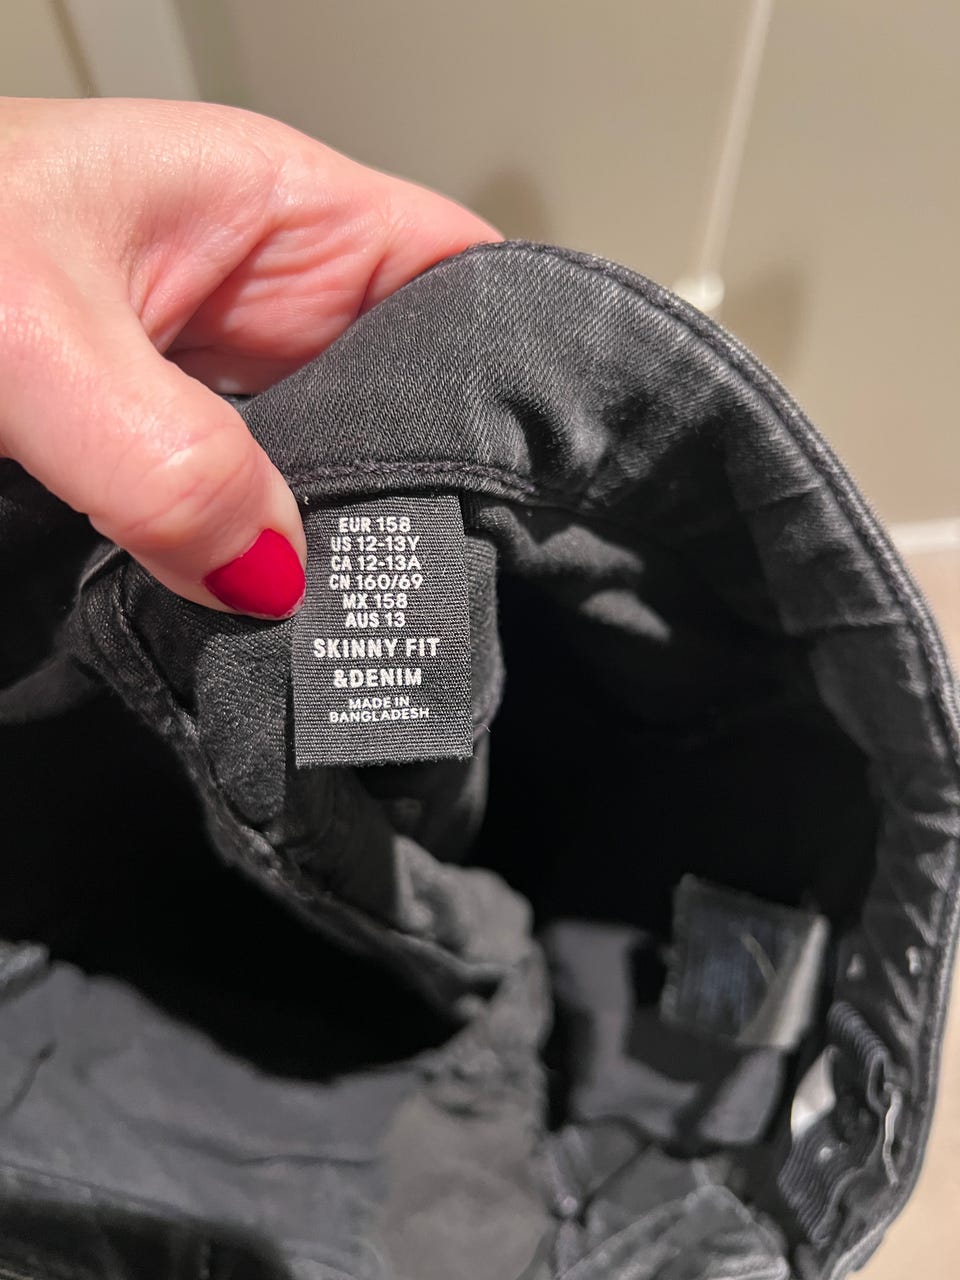 EUR 158
US 12-13Y
CA 12-13A
CN 160/69
MX 158
AUS 13
SKINNY FIT
&DENIM
MADE IN
BANGLADESH